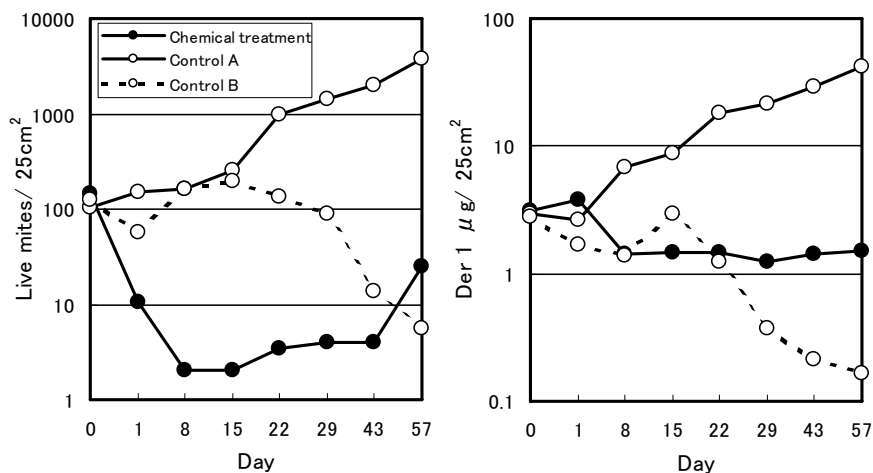 10000
1000
100
10
1
Live mites/ 25cm²
Chemical treatment
Control A
Control B
0 1 8 15 22 29 43 57
Day
100
10
1
0.1
Der 1 μg/ 25cm²
0 1 8 15 22 29 43 57
Day